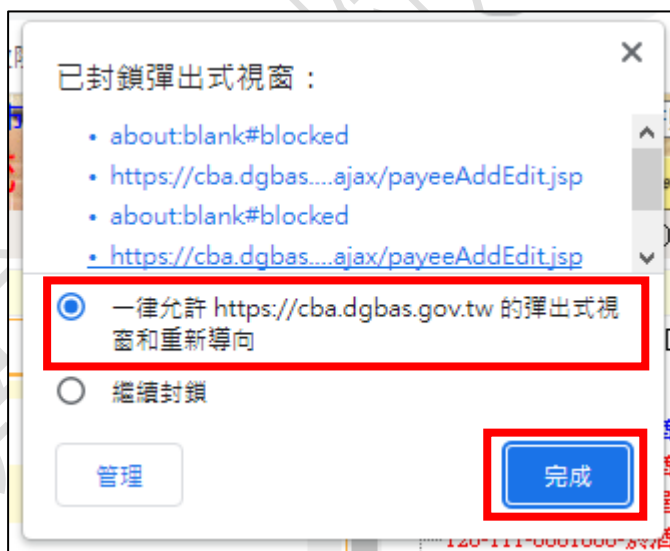 已封鎖彈出式視窗：
• about:blank#blocked
• https://cba.dgbas....ajax/payeeAddEdit.jsp
• about:blank#blocked
• https://cba.dgbas....ajax/payeeAddEdit.jsp
一律允許 https://cba.dgbas.gov.tw 的彈出式視
窗和重新導向
繼續封鎖
管理
完成